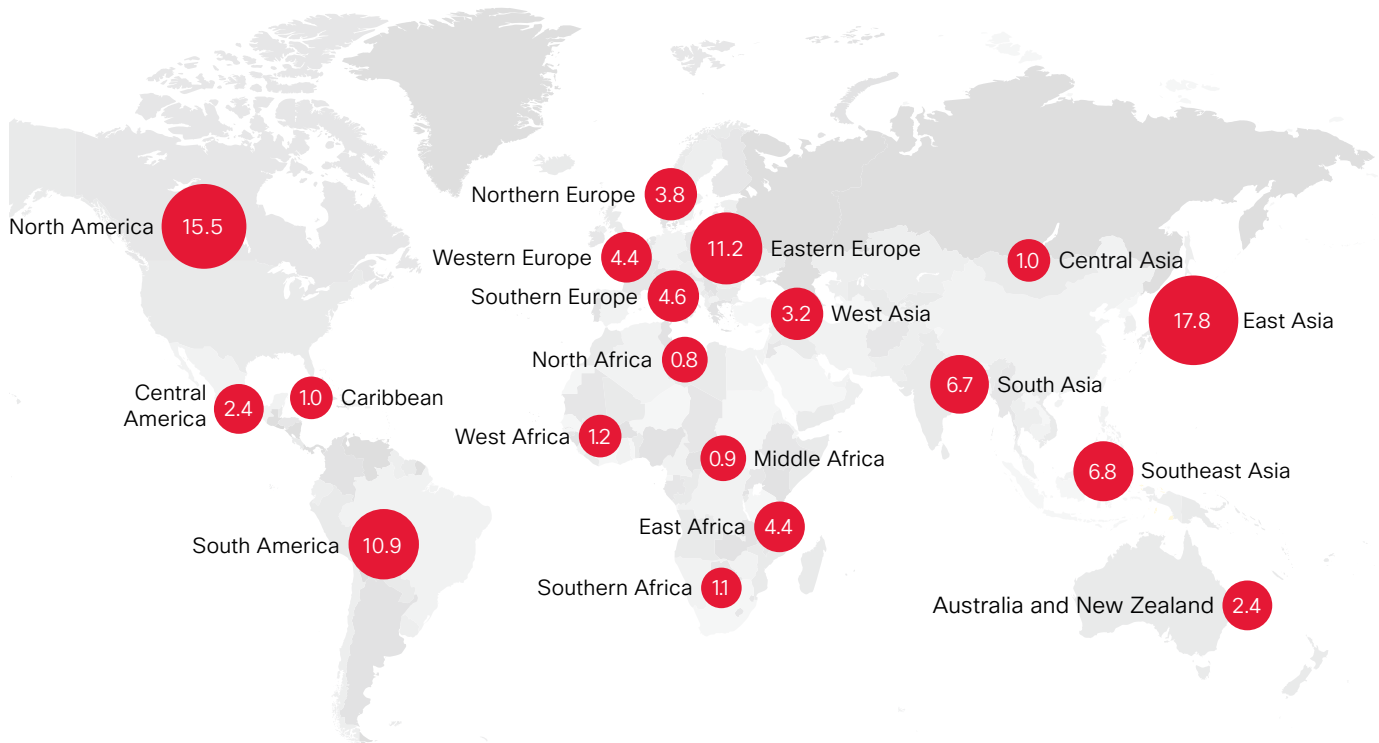 Northern Europe 3.8
North America 15.5
11.2 Eastern Europe
Western Europe 4.4
1.0 Central Asia
Southern Europe 4.6
3.2 West Asia
17.8 East Asia
North Africa 0.8
6.7 South Asia
Central
America 2.4
1.0 Caribbean
West Africa 1.2
0.9 Middle Africa
6.8 Southeast Asia
East Africa 4.4
South America 10.9
Southern Africa 1.1
Australia and New Zealand 2.4